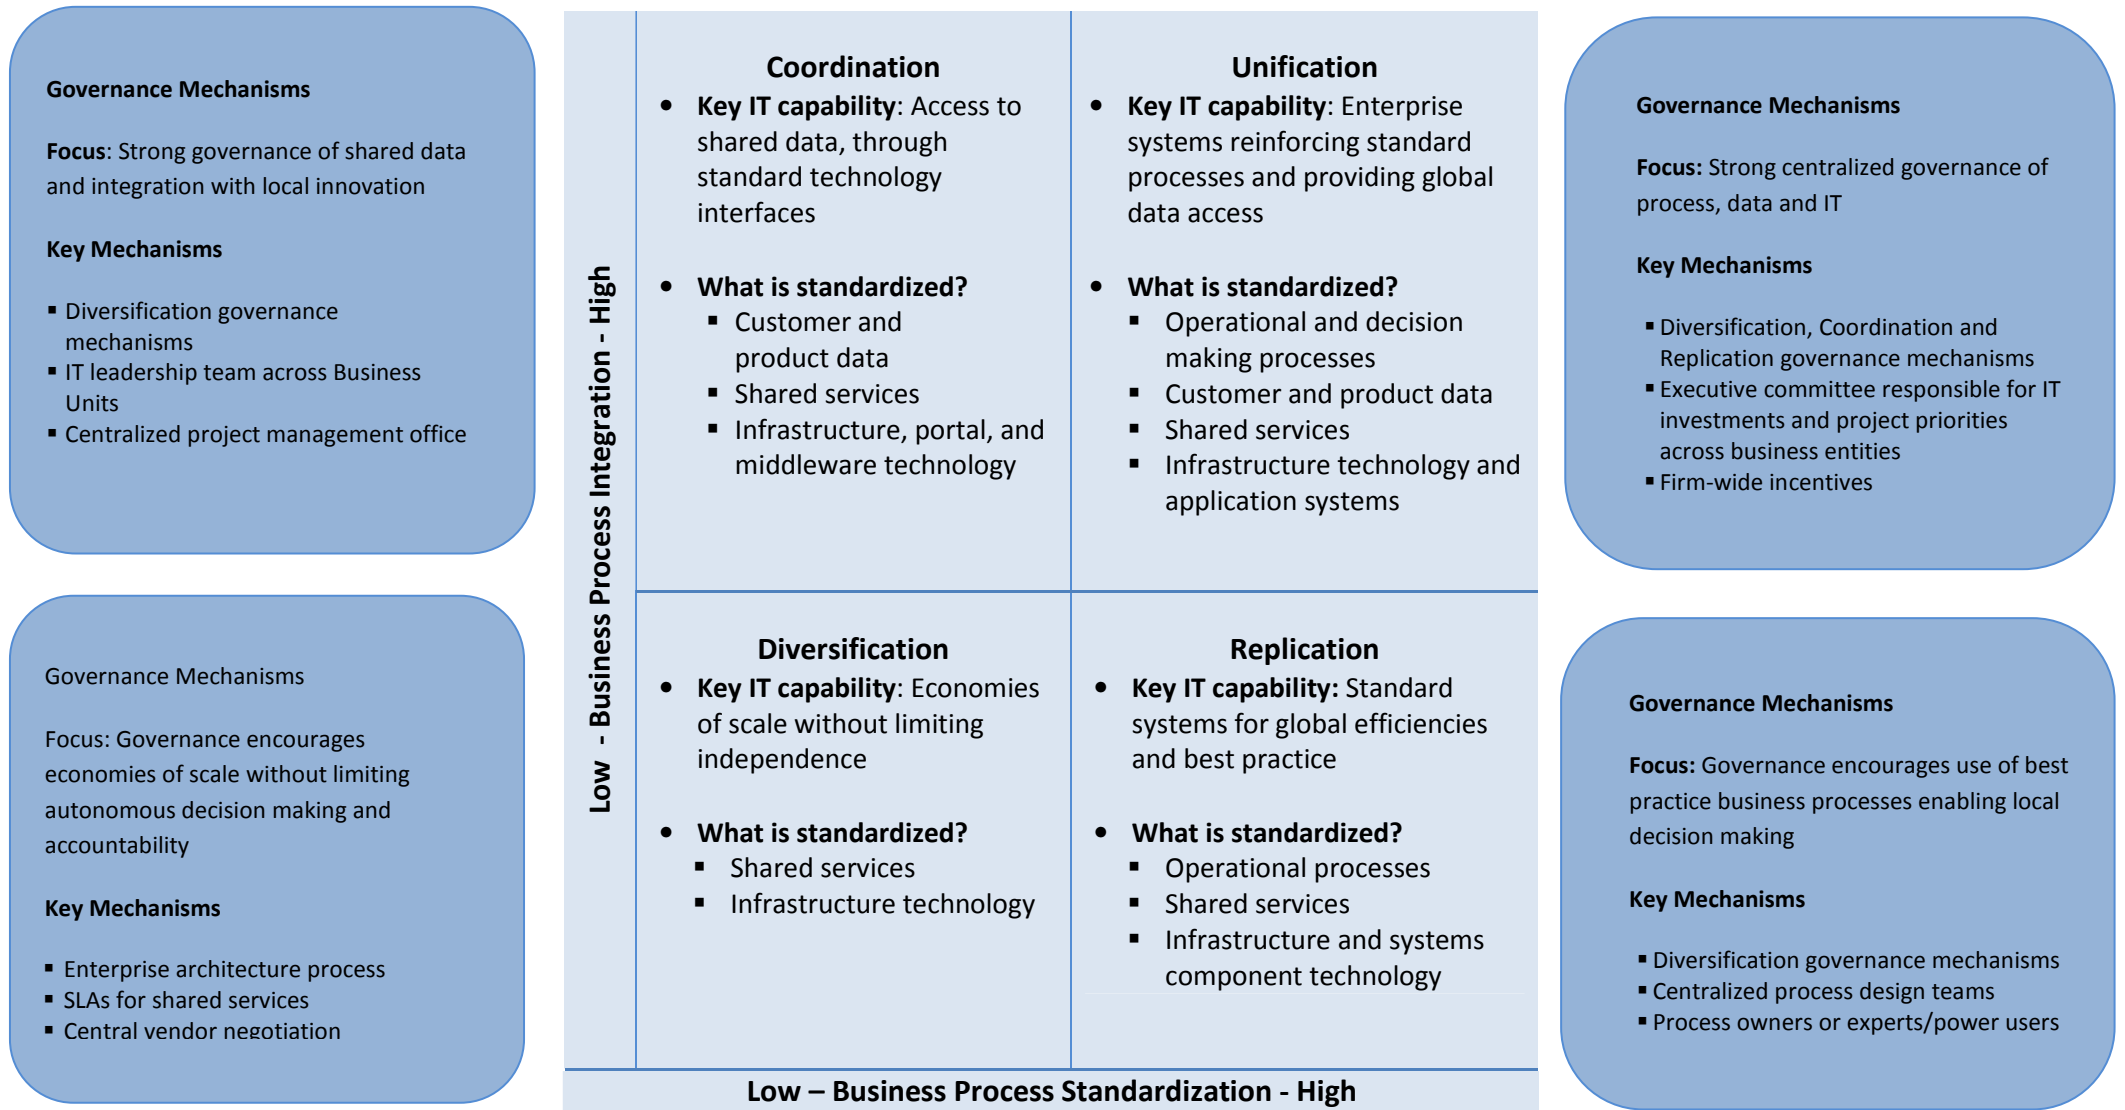 Governance Mechanisms
Focus: Strong governance of shared data
and integration with local innovation
Key Mechanisms
▪ Diversification governance
mechanisms
▪ IT leadership team across Business
Units
▪ Centralized project management office
Governance Mechanisms
Focus: Governance encourages
economies of scale without limiting
autonomous decision making and
accountability
Key Mechanisms
▪ Enterprise architecture process
▪ SLAs for shared services
▪ Central vendor negotiation
Low - Business Process Integration - High
Coordination
• Key IT capability: Access to
shared data, through
standard technology
interfaces
• What is standardized?
▪ Customer and
product data
▪ Shared services
▪ Infrastructure, portal, and
middleware technology
Unification
• Key IT capability: Enterprise
systems reinforcing standard
processes and providing global
data access
• What is standardized?
▪ Operational and decision
making processes
▪ Customer and product data
▪ Shared services
▪ Infrastructure technology and
application systems
Diversification
• Key IT capability: Economies
of scale without limiting
independence
• What is standardized?
▪ Shared services
▪ Infrastructure technology
Replication
• Key IT capability: Standard
systems for global efficiencies
and best practice
• What is standardized?
▪ Operational processes
▪ Shared services
▪ Infrastructure and systems
component technology
Low – Business Process Standardization - High
Governance Mechanisms
Focus: Strong centralized governance of
process, data and IT
Key Mechanisms
▪ Diversification, Coordination and
Replication governance mechanisms
▪ Executive committee responsible for IT
investments and project priorities
across business entities
▪ Firm-wide incentives
Governance Mechanisms
Focus: Governance encourages use of best
practice business processes enabling local
decision making
Key Mechanisms
▪ Diversification governance mechanisms
▪ Centralized process design teams
▪ Process owners or experts/power users